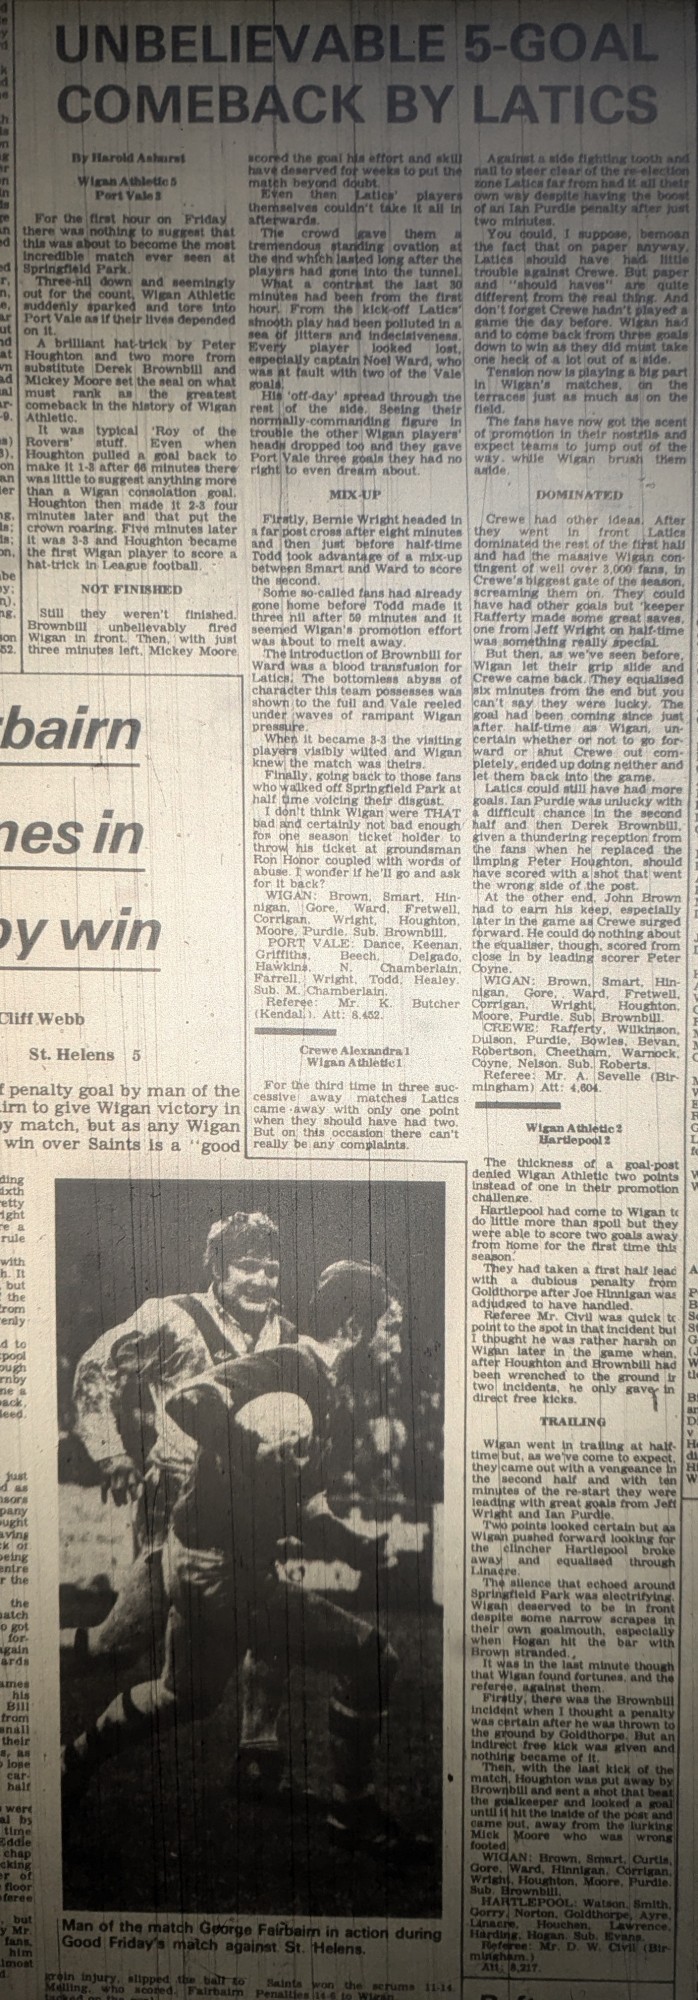 UNBELIEVABLE 5-GOAL
COMEBACK BY LATICS
By Harold Ashurst
Wigan Athletic 5
Port Vale 3
For the first hour on Friday
there was nothing to suggest that
this was about to become the most
incredible match ever seen at
Springfield Park.
Three-nil down and seemingly
out for the count, Wigan Athletic
suddenly sparked and tore into
Port Vale as if their lives depended
on it.
A brilliant hat-trick by Peter
Houghton and two more from
substitute Derek Brownbill and
Mickey Moore set the seal on what
must rank as the greatest
comeback in the history of Wigan
Athletic.
It was typical 'Roy of the
Rovers' stuff. Even when
Houghton pulled a goal back to
make it 1-3 after 66 minutes there
was little to suggest anything more
than a Wigan consolation goal.
Houghton then made it 2-3 four
minutes later and that put the
crown roaring. Five minutes later
it was 3-3 and Houghton became
the first Wigan player to score a
hat-trick in League football.
NOT FINISHED
Still they weren't finished.
Brownbill unbelievably fired
Wigan in front. Then, with just
three minutes left, Mickey Moore
scored the goal his effort and skill
have deserved for weeks to put the
match beyond doubt.
Even then Latics' players
themselves couldn't take it all in
afterwards.
The crowd gave them a
tremendous standing ovation at
the end which lasted long after the
players had gone into the tunnel.
What a contrast the last 30
minutes had been from the first
hour. From the kick-off Latics'
smooth play had been polluted in a
sea of jitters and indecisiveness.
Every player looked lost,
especially captain Noel Ward, who
was at fault with two of the Vale
goals.
His 'off-day' spread through the
rest of the side. Seeing their
normally-commanding figure in
trouble the other Wigan players'
heads dropped too and they gave
Port Vale three goals they had no
right to even dream about.
MIX-UP
Firstly, Bernie Wright headed in
a far post cross after eight minutes
and then just before half-time
Todd took advantage of a mix-up
between Smart and Ward to score
the second.
Some so-called fans had already
gone home before Todd made it
three nil after 59 minutes and it
seemed Wigan's promotion effort
was about to melt away.
The introduction of Brownbill for
Ward was a blood transfusion for
Latics. The bottomless abyss of
character this team possesses was
shown to the full and Vale reeled
under waves of rampant Wigan
pressure.
When it became 3-3 the visiting
players visibly wilted and Wigan
knew the match was theirs.
Finally, going back to those fans
who walked off Springfield Park at
half time voicing their disgust.
I don't think Wigan were THAT
bad and certainly not bad enough
for one season ticket holder to
throw his ticket at groundsman
Ron Honor coupled with words of
abuse. I wonder if he'll go and ask
for it back?
WIGAN: Brown, Smart, Hin-
nigan, Gore, Ward, Fretwell,
Corrigan, Wright, Houghton,
Moore, Purdie. Sub. Brownbill.
PORT VALE: Dance, Keenan,
Griffiths, Beech, Delgado,
Hawkins, N. Chamberlain,
Farrell, Wright, Todd, Healey.
Sub. M. Chamberlain.
Referee: Mr. K. Butcher
(Kendal). Att: 8,452.
Crewe Alexandra 1
Wigan Athletic 1
For the third time in three suc-
cessive away matches Latics
came away with only one point
when they should have had two.
But on this occasion there can't
really be any complaints.
Against a side fighting tooth and
nail to steer clear of the re-election
zone Latics far from had it all their
own way despite having the boost
of an Ian Purdie penalty after just
two minutes.
You could, I suppose, bemoan
the fact that on paper anyway,
Latics should have had little
trouble against Crewe. But paper
and "should haves" are quite
different from the real thing. And
don't forget Crewe hadn't played a
game the day before. Wigan had
and to come back from three goals
down to win as they did must take
one heck of a lot out of a side.
Tension now is playing a big part
in Wigan's matches, on the
terraces just as much as on the
field.
The fans have now got the scent
of promotion in their nostrils and
expect teams to jump out of the
way while Wigan brush them
aside.
DOMINATED
Crewe had other ideas. After
they went in front Latics
dominated the rest of the first half
and had the massive Wigan con-
tingent of well over 3,000 fans, in
Crewe's biggest gate of the season,
screaming them on. They could
have had other goals but 'keeper
Rafferty made some great saves,
one from Jeff Wright on half-time
was something really special.
But then, as we've seen before,
Wigan let their grip slide and
Crewe came back. They equalised
six minutes from the end but you
can't say they were lucky. The
goal had been coming since just
after half-time as Wigan, un-
certain whether or not to go for-
ward or shut Crewe out com-
pletely, ended up doing neither and
let them back into the game.
Latics could still have had more
goals. Ian Purdie was unlucky with
a difficult chance in the second
half and then Derek Brownbill,
given a thundering reception from
the fans when he replaced the
limping Peter Houghton, should
have scored with a shot that went
the wrong side of the post.
At the other end, John Brown
had to earn his keep, especially
later in the game as Crewe surged
forward. He could do nothing about
the equaliser, though, scored from
close in by leading scorer Peter
Coyne.
WIGAN: Brown, Smart, Hin-
nigan, Gore, Ward, Fretwell,
Corrigan, Wright, Houghton,
Moore, Purdie. Sub. Brownbill.
CREWE: Rafferty, Wilkinson,
Dulson, Purdie, Bowles, Bevan,
Robertson, Cheetham, Warnock,
Coyne, Nelson. Sub. Roberts.
Referee: Mr. A. Sevelle (Bir-
mingham) Att: 4,604.
Wigan Athletic 2
Hartlepool 2
The thickness of a goal-post
denied Wigan Athletic two points
instead of one in their promotion
challenge.
Hartlepool had come to Wigan to
do little more than spoil but they
were able to score two goals away
from home for the first time this
season.
They had taken a first half lead
with a dubious penalty from
Goldthorpe after Joe Hinnigan was
adjudged to have handled.
Referee Mr. Civil was quick to
point to the spot in that incident but
I thought he was rather harsh on
Wigan later in the game when,
after Houghton and Brownbill had
been wrenched to the ground in
two incidents, he only gave in
direct free kicks.
TRAILING
Wigan went in trailing at half-
time but, as we've come to expect,
they came out with a vengeance in
the second half and with ten
minutes of the re-start they were
leading with great goals from Jeff
Wright and Ian Purdie.
Two points looked certain but as
Wigan pushed forward looking for
the clincher Hartlepool broke
away and equalised through
Linacre.
The silence that echoed around
Springfield Park was electrifying.
Wigan deserved to be in front
despite some narrow scrapes in
their own goalmouth, especially
when Hogan hit the bar with
Brown stranded.
It was in the last minute though
that Wigan found fortunes, and the
referee, against them.
Firstly, there was the Brownbill
incident when I thought a penalty
was certain after he was thrown to
the ground by Goldthorpe. But an
indirect free kick was given and
nothing became of it.
Then, with the last kick of the
match, Houghton was put away by
Brownbill and sent a shot that beat
the goalkeeper and looked a goal
until it hit the inside of the post and
came out, away from the lurking
Mick Moore who was wrong
footed.
WIGAN: Brown, Smart, Curtis,
Gore, Ward, Hinnigan, Corrigan,
Wright, Houghton, Moore, Purdie.
Sub. Brownbill.
HARTLEPOOL: Watson, Smith,
Gorry, Norton, Goldthorpe, Ayre,
Linacre, Houchen, Lawrence,
Harding, Hogan. Sub. Evans.
Referee: Mr. D. W. Civil (Bir-
mingham.)
Att: 8,217.
rbairn
nes in
by win
Cliff Webb
St. Helens 5
f penalty goal by man of the
irn to give Wigan victory in
by match, but as any Wigan
win over Saints is a "good
Man of the match George Fairbairn in action during
Good Friday's match against St. Helens.
groin injury, slipped the ball to
Melling, who scored. Fairbairn
Saints won the scrums 11-14.
Penalties 14-6 to Wigan.